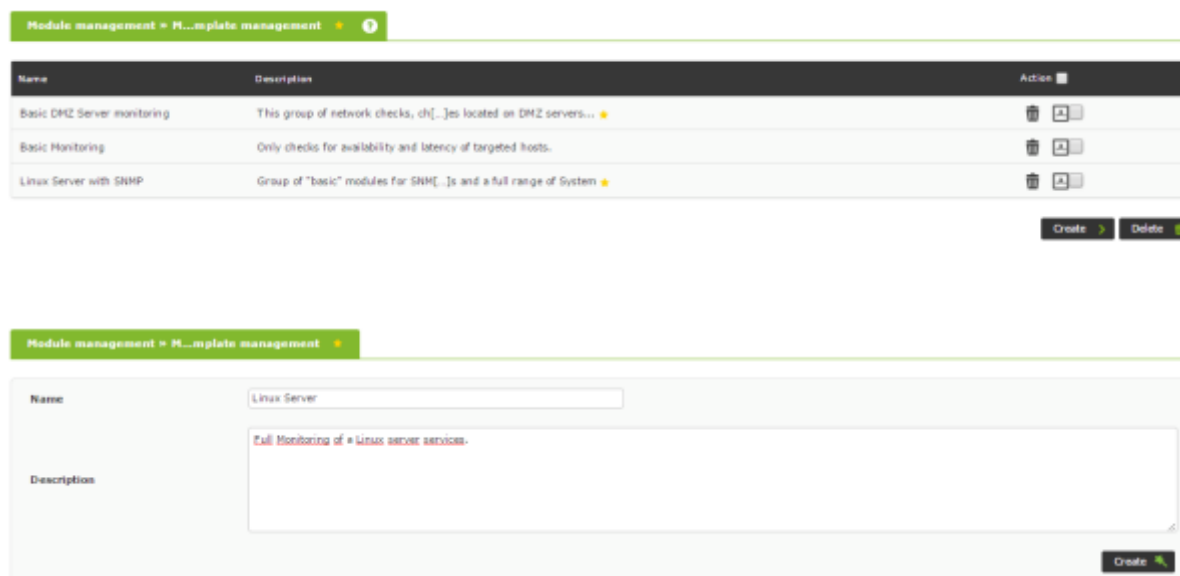 Module management » M...mplate management
Name Description Action
Basic DMZ Server monitoring This group of network checks, ch[...]es located on DMZ servers...
Basic Monitoring Only checks for availability and latency of targeted hosts.
Linux Server with SNMP Group of "basic" modules for SNM[...]s and a full range of System
Create Delete
Module management » M...mplate management
Name Linux Server
Full Monitoring of a Linux server services.
Description
Create